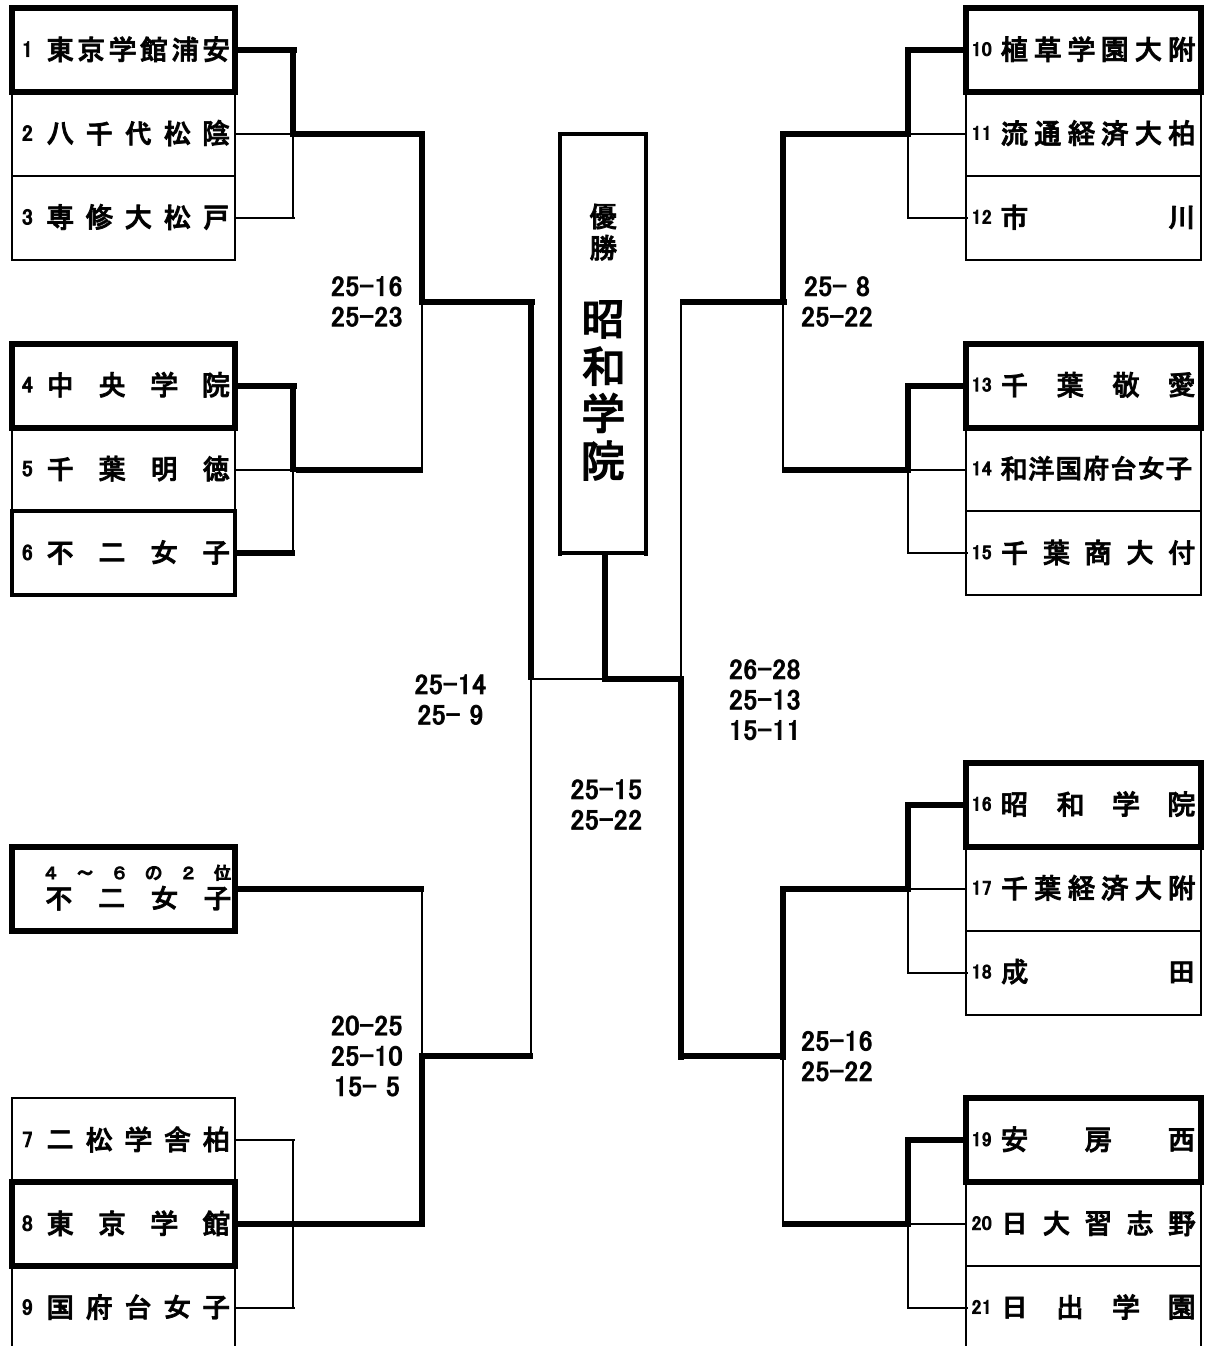 1 東京学館浦安
2 八千代松陰
3 専修大松戸
25-16
25-23
4 中央学院
5 千葉明徳
6 不二女子
25-14
25- 9
4～6の2位
不二女子
20-25
25-10
15- 5
7 二松学舎柏
8 東京学館
9 国府台女子
優勝 昭和学院
25-15
25-22
10 植草学園大附
11 流通経済大柏
12 市川
25- 8
25-22
13 千葉敬愛
14 和洋国府台女子
15 千葉商大付
26-28
25-13
15-11
16 昭和学院
17 千葉経済大附
18 成田
25-16
25-22
19 安房西
20 日大習志野
21 日出学園